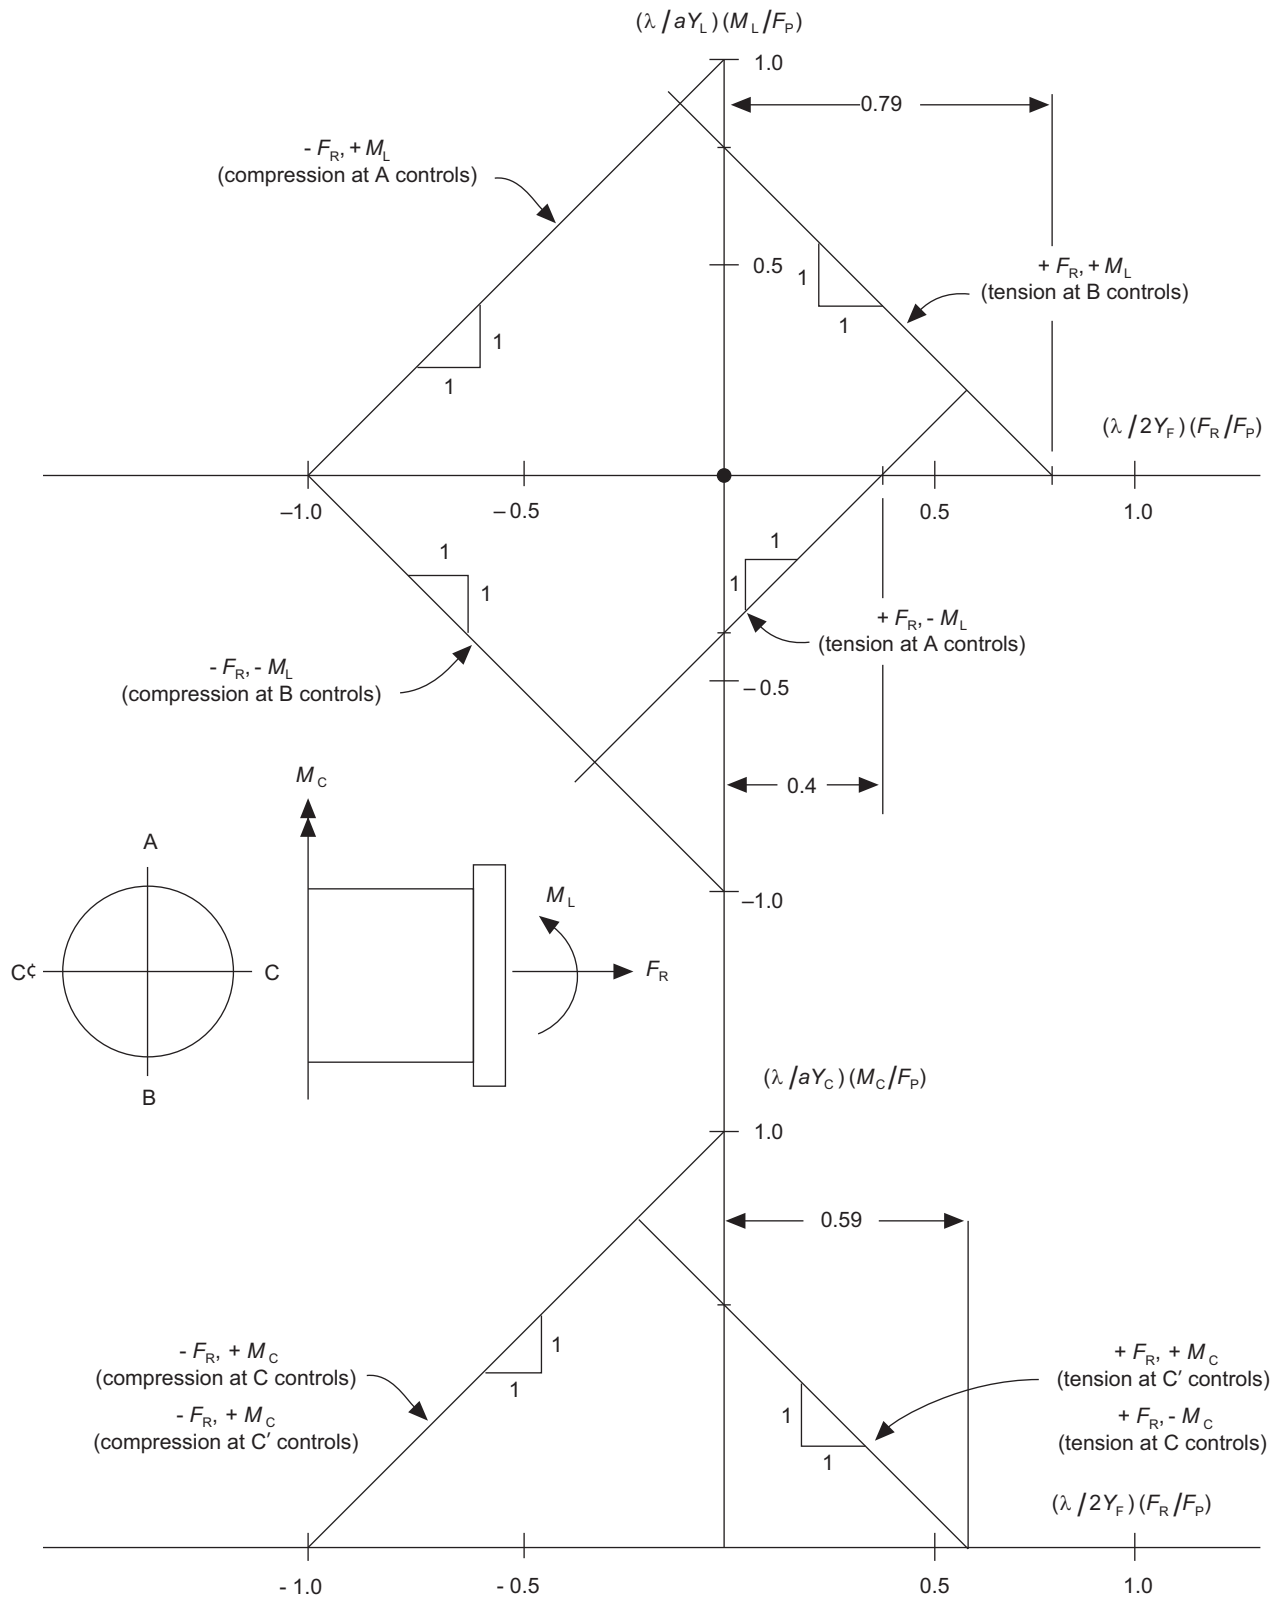 (λ/aY_L)(M_L/F_P)
1.0
0.79
- F_R, + M_L
(compression at A controls)
0.5
1
1
+ F_R, + M_L
(tension at B controls)
1
1
(λ/2Y_F)(F_R/F_P)
–1.0
– 0.5
0.5
1.0
1
1
1
1
+ F_R, - M_L
(tension at A controls)
- F_R, - M_L
(compression at B controls)
– 0.5
0.4
M_C
A
–1.0
M_L
C¢
C
F_R
B
(λ/aY_C)(M_C/F_P)
1.0
0.59
- F_R, + M_C
(compression at C controls)
- F_R, + M_C
(compression at C′ controls)
1
1
+ F_R, + M_C
(tension at C′ controls)
+ F_R, - M_C
(tension at C controls)
1
1
(λ/2Y_F)(F_R/F_P)
- 1.0
- 0.5
0.5
1.0